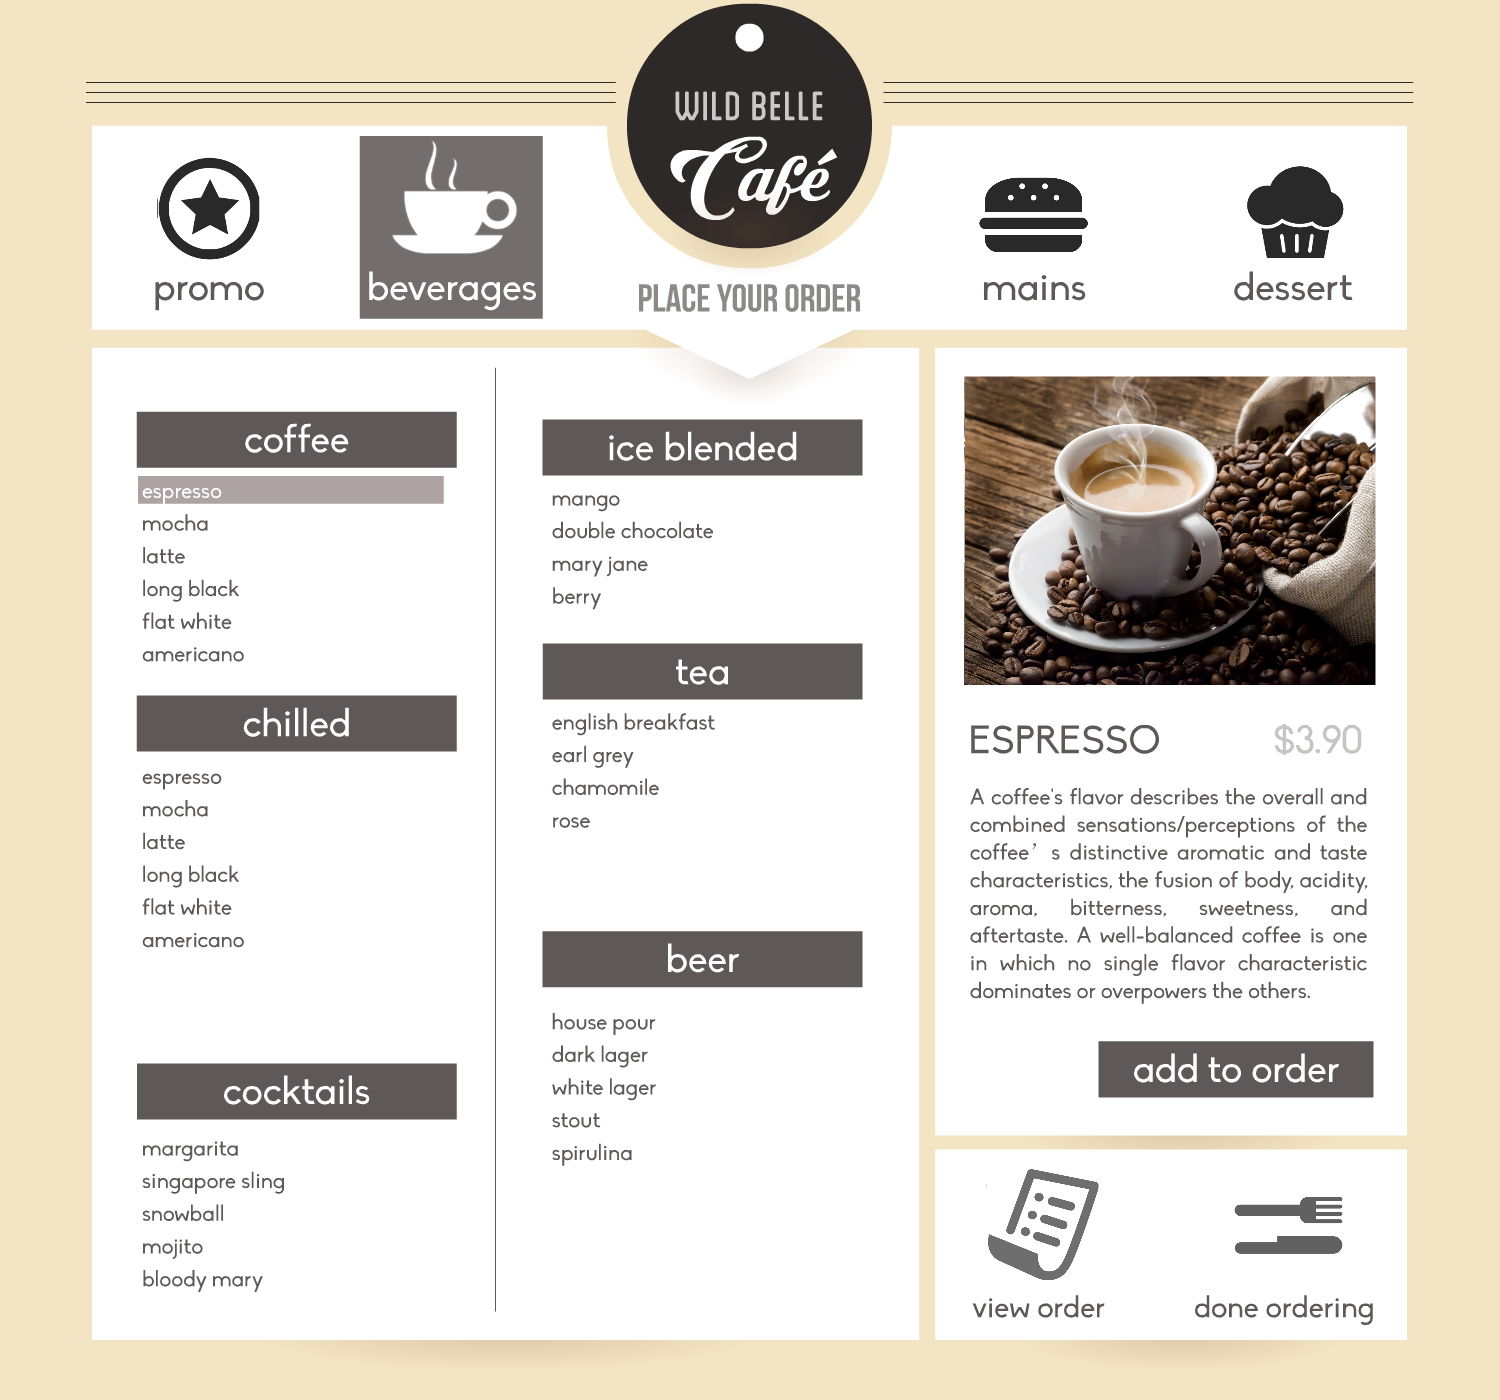 WILD BELLE
Café
promo
beverages
PLACE YOUR ORDER
mains
dessert
coffee
espresso
mocha
latte
long black
flat white
americano
chilled
espresso
mocha
latte
long black
flat white
americano
cocktails
margarita
singapore sling
snowball
mojito
bloody mary
ice blended
mango
double chocolate
mary jane
berry
tea
english breakfast
earl grey
chamomile
rose
beer
house pour
dark lager
white lager
stout
spirulina
ESPRESSO $3.90
A coffee's flavor describes the overall and
combined sensations/perceptions of the
coffee’ s distinctive aromatic and taste
characteristics, the fusion of body, acidity,
aroma, bitterness, sweetness, and
aftertaste. A well-balanced coffee is one
in which no single flavor characteristic
dominates or overpowers the others.
add to order
view order
done ordering